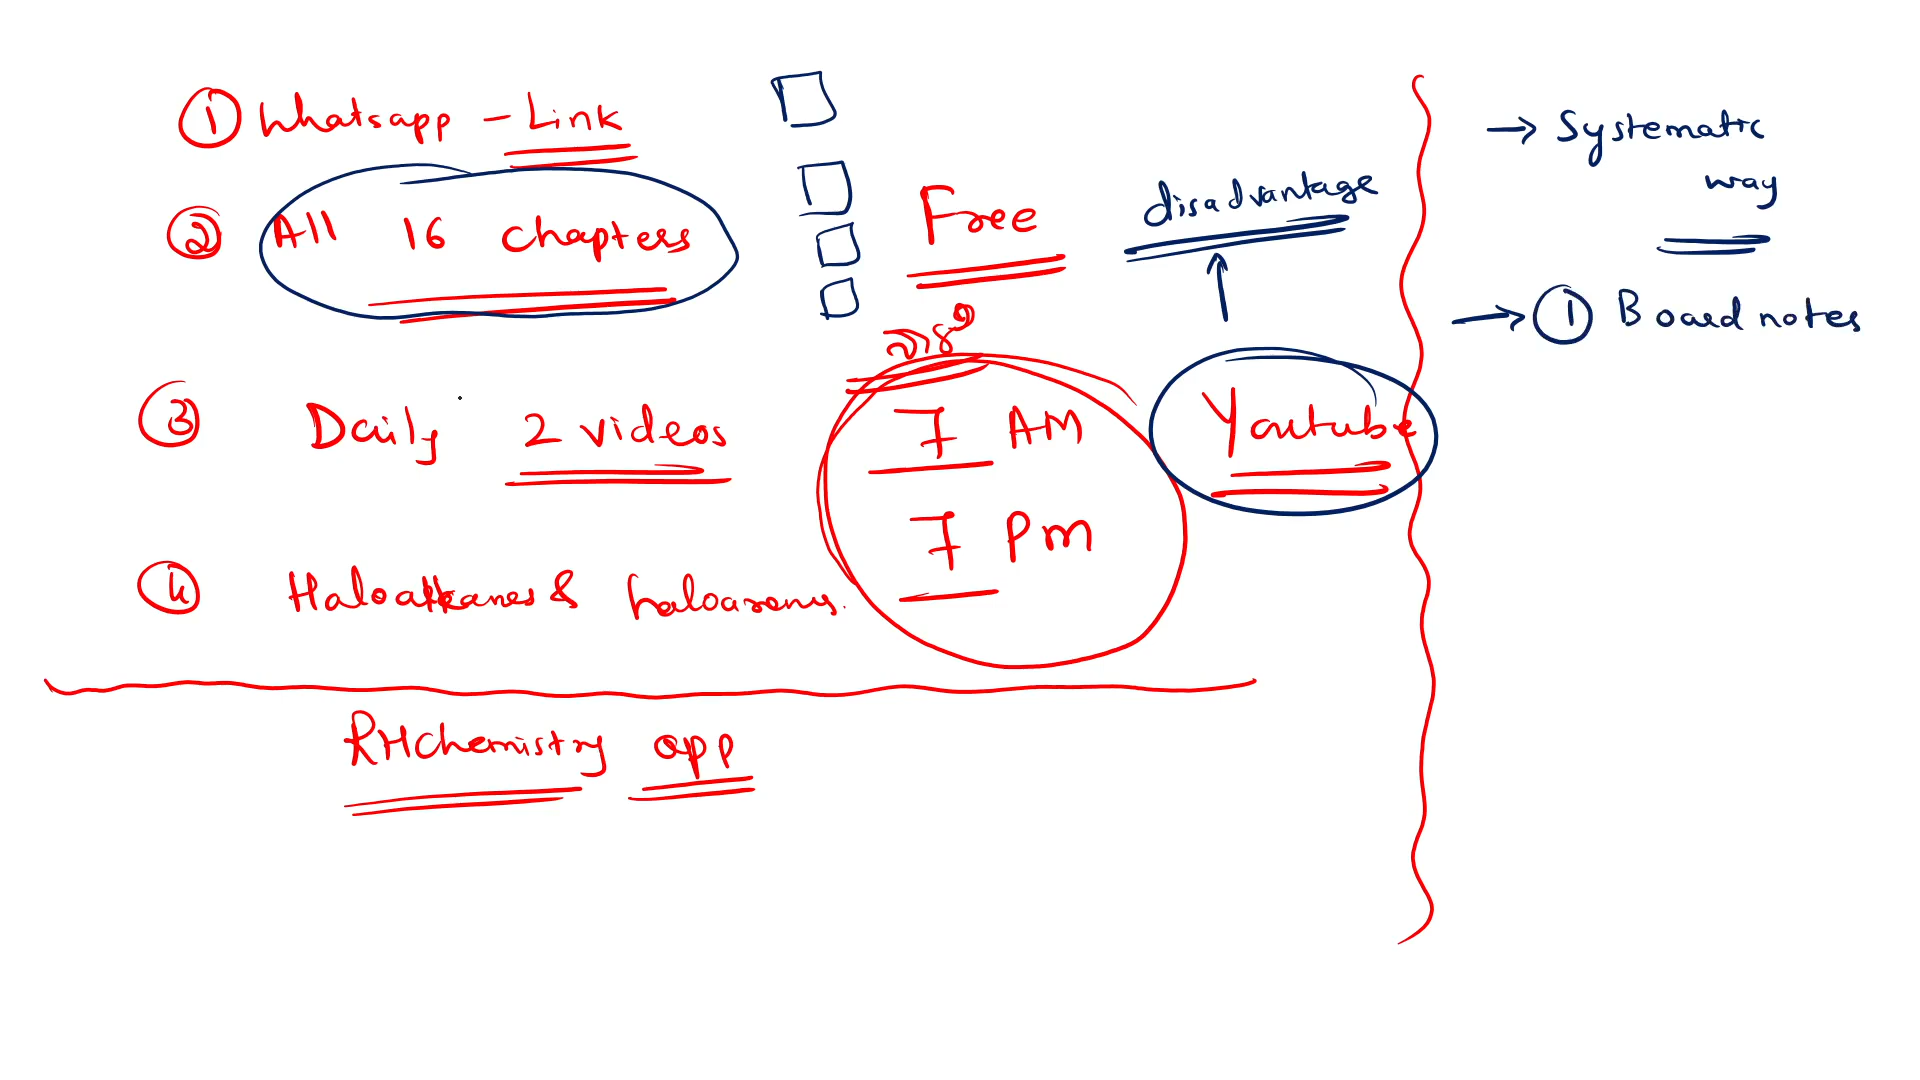 ① Whatsapp - Link
② All 16 chapters
Free
disadvantage
③ Daily 2 videos
7 AM
7 Pm
Youtube
④ Haloalkanes & haloarenes.
RHchemistry app
→ Systematic
way
→ ① Board notes